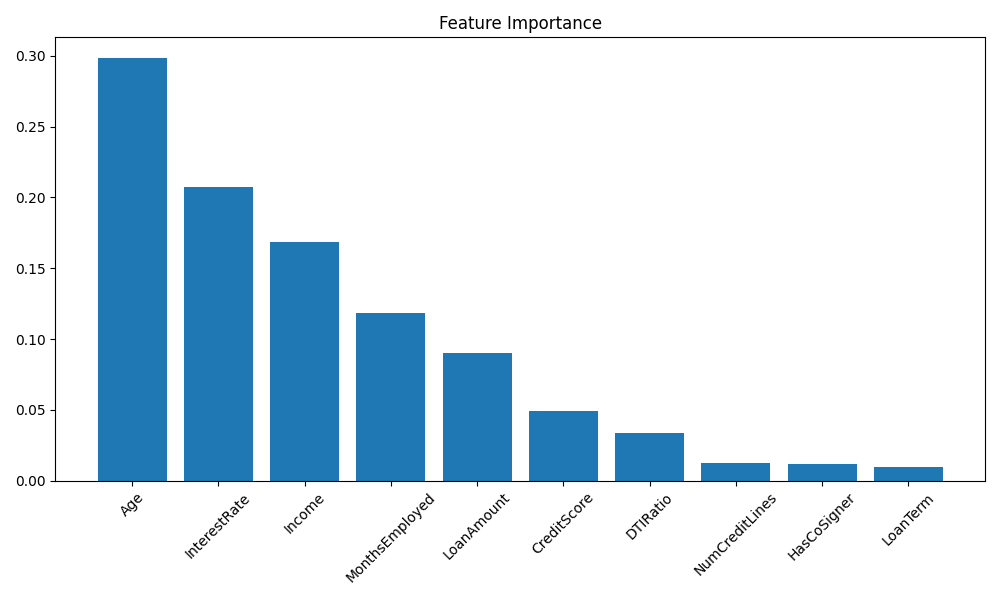 Feature Importance
0.30
0.25
0.20
0.15
0.10
0.05
0.00
Age
InterestRate
Income
MonthsEmployed
LoanAmount
CreditScore
DTIRatio
NumCreditLines
HasCoSigner
LoanTerm